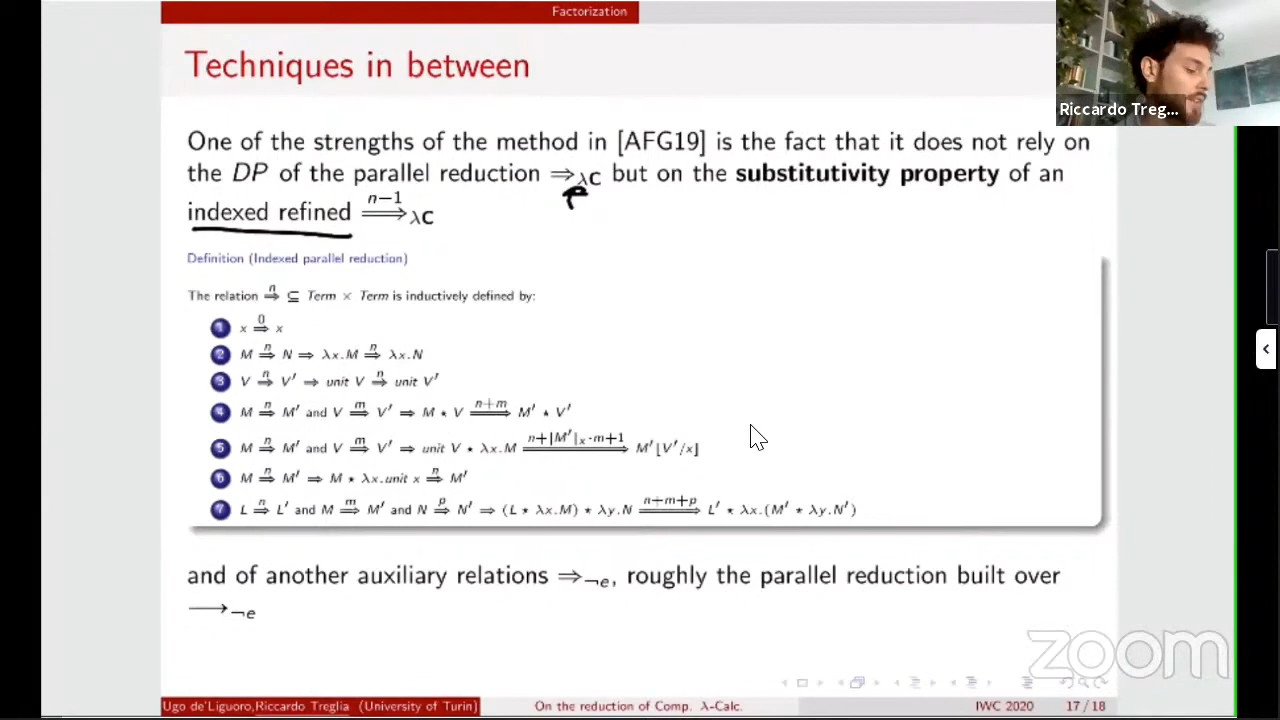 Factorization
Techniques in between
Riccardo Treg...
One of the strengths of the method in [AFG19] is the fact that it does not rely on
the DP of the parallel reduction ⇒λC but on the substitutivity property of an
indexed refined n−1⟹λC
Definition (Indexed parallel reduction)
The relation n⇒ ⊆ Term × Term is inductively defined by:
1 x 0⇒ x
2 M n⇒ N ⇒ λx.M n⇒ λx.N
3 V n⇒ V′ ⇒ unit V n⇒ unit V′
4 M n⇒ M′ and V m⇒ V′ ⇒ M ⋆ V n+m⟹ M′ ⋆ V′
5 M n⇒ M′ and V m⇒ V′ ⇒ unit V ⋆ λx.M n+|M′|x·m+1⟹ M′[V′/x]
6 M n⇒ M′ ⇒ M ⋆ λx.unit x n⇒ M′
7 L n⇒ L′ and M m⇒ M′ and N p⇒ N′ ⇒ (L ⋆ λx.M) ⋆ λy.N n+m+p⟹ L′ ⋆ λx.(M′ ⋆ λy.N′)
and of another auxiliary relations ⇒¬e, roughly the parallel reduction built over
⟶¬e
zoom
Ugo de'Liguoro,Riccardo Treglia (University of Turin) On the reduction of Comp. λ-Calc. IWC 2020 17 / 18